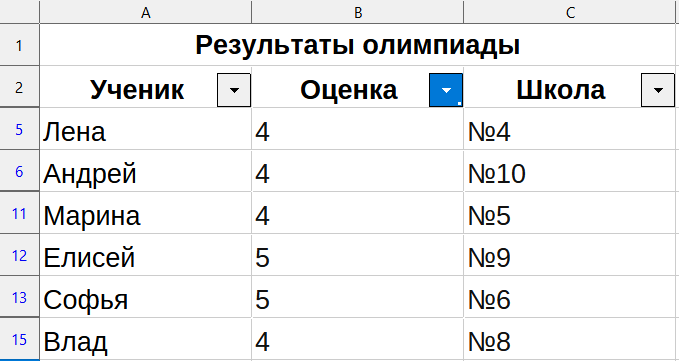 A B C
1 Результаты олимпиады
2 Ученик Оценка Школа
5 Лена 4 №4
6 Андрей 4 №10
11 Марина 4 №5
12 Елисей 5 №9
13 Софья 5 №6
15 Влад 4 №8